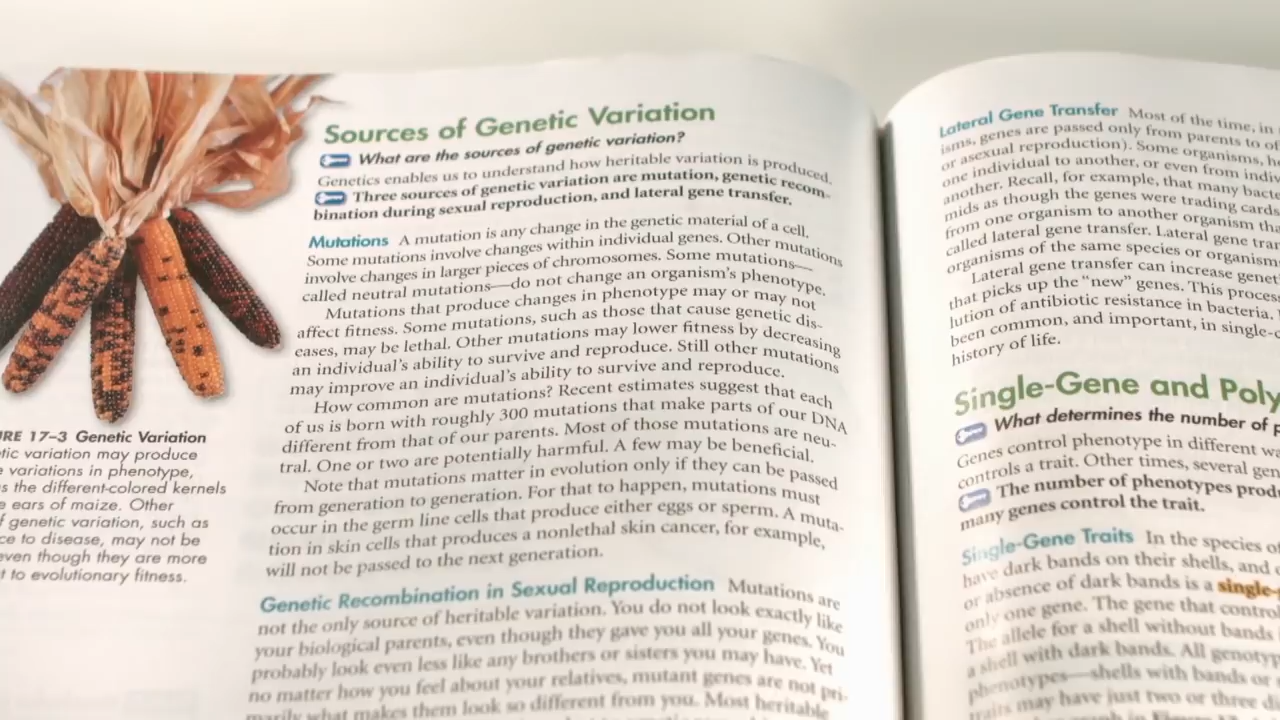 Sources of Genetic Variation
What are the sources of genetic variation?
Genetics enables us to understand how heritable variation is produced.
Three sources of genetic variation are mutation, genetic recom-
bination during sexual reproduction, and lateral gene transfer.
Mutations A mutation is any change in the genetic material of a cell.
Some mutations involve changes within individual genes. Other mutations
involve changes in larger pieces of chromosomes. Some mutations—
called neutral mutations—do not change an organism's phenotype.
Mutations that produce changes in phenotype may or may not
affect fitness. Some mutations, such as those that cause genetic dis-
eases, may be lethal. Other mutations may lower fitness by decreasing
an individual's ability to survive and reproduce. Still other mutations
may improve an individual's ability to survive and reproduce.
How common are mutations? Recent estimates suggest that each
of us is born with roughly 300 mutations that make parts of our DNA
different from that of our parents. Most of those mutations are neu-
tral. One or two are potentially harmful. A few may be beneficial.
Note that mutations matter in evolution only if they can be passed
from generation to generation. For that to happen, mutations must
occur in the germ line cells that produce either eggs or sperm. A muta-
tion in skin cells that produces a nonlethal skin cancer, for example,
will not be passed to the next generation.
Genetic Recombination in Sexual Reproduction Mutations are
not the only source of heritable variation. You do not look exactly like
your biological parents, even though they gave you all your genes. You
probably look even less like any brothers or sisters you may have. Yet
no matter how you feel about your relatives, mutant genes are not pri-
marily what makes them look so different from you. Most heritable
URE 17–3 Genetic Variation
etic variation may produce
variations in phenotype,
s the different-colored kernels
ears of maize. Other
f genetic variation, such as
ce to disease, may not be
even though they are more
t to evolutionary fitness.
Lateral Gene Transfer Most of the time, in
isms, genes are passed only from parents to of
or asexual reproduction). Some organisms, h
one individual to another, or even from indiv
another. Recall, for example, that many bacte
mids as though the genes were trading cards
from one organism to another organism tha
called lateral gene transfer. Lateral gene tran
organisms of the same species or organism
Lateral gene transfer can increase genet
that picks up the "new" genes. This process
lution of antibiotic resistance in bacteria.
been common, and important, in single-c
history of life.
Single-Gene and Poly
What determines the number of p
Genes control phenotype in different wa
controls a trait. Other times, several gen
The number of phenotypes prod
many genes control the trait.
Single-Gene Traits In the species of
have dark bands on their shells, and
or absence of dark bands is a single-
only one gene. The gene that control
The allele for a shell without bands
a shell with dark bands. All genotyp
phenotypes—shells with bands or
traits may have just two or three di